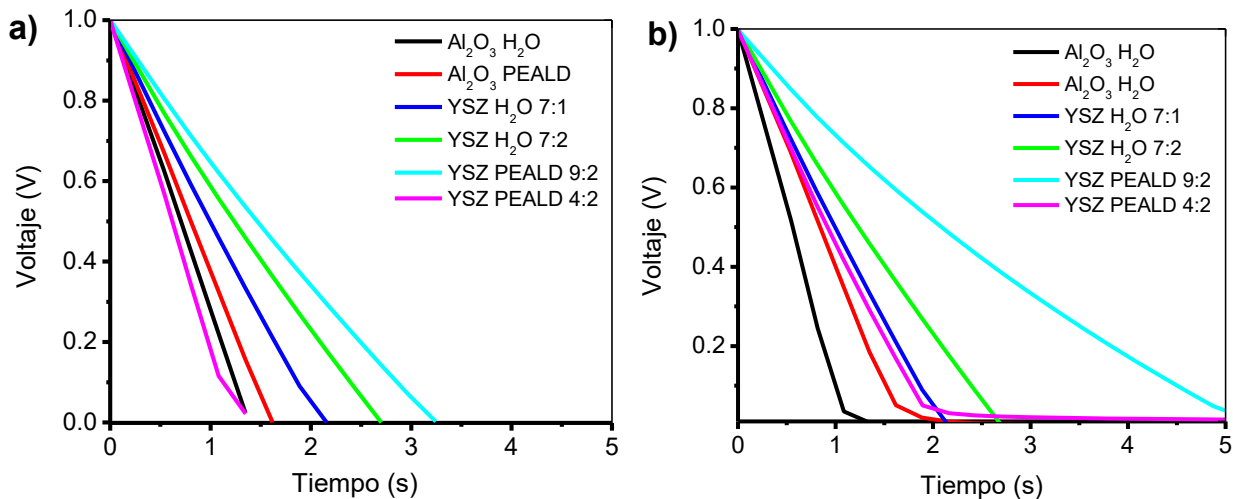 a)
Al₂O₃ H₂O
Al₂O₃ PEALD
YSZ H₂O 7:1
YSZ H₂O 7:2
YSZ PEALD 9:2
YSZ PEALD 4:2
1.0
0.8
0.6
0.4
0.2
0.0
Voltaje (V)
0 1 2 3 4 5
Tiempo (s)
b)
Al₂O₃ H₂O
Al₂O₃ H₂O
YSZ H₂O 7:1
YSZ H₂O 7:2
YSZ PEALD 9:2
YSZ PEALD 4:2
1.0
0.8
0.6
0.4
0.2
Voltaje (V)
0 1 2 3 4 5
Tiempo (s)